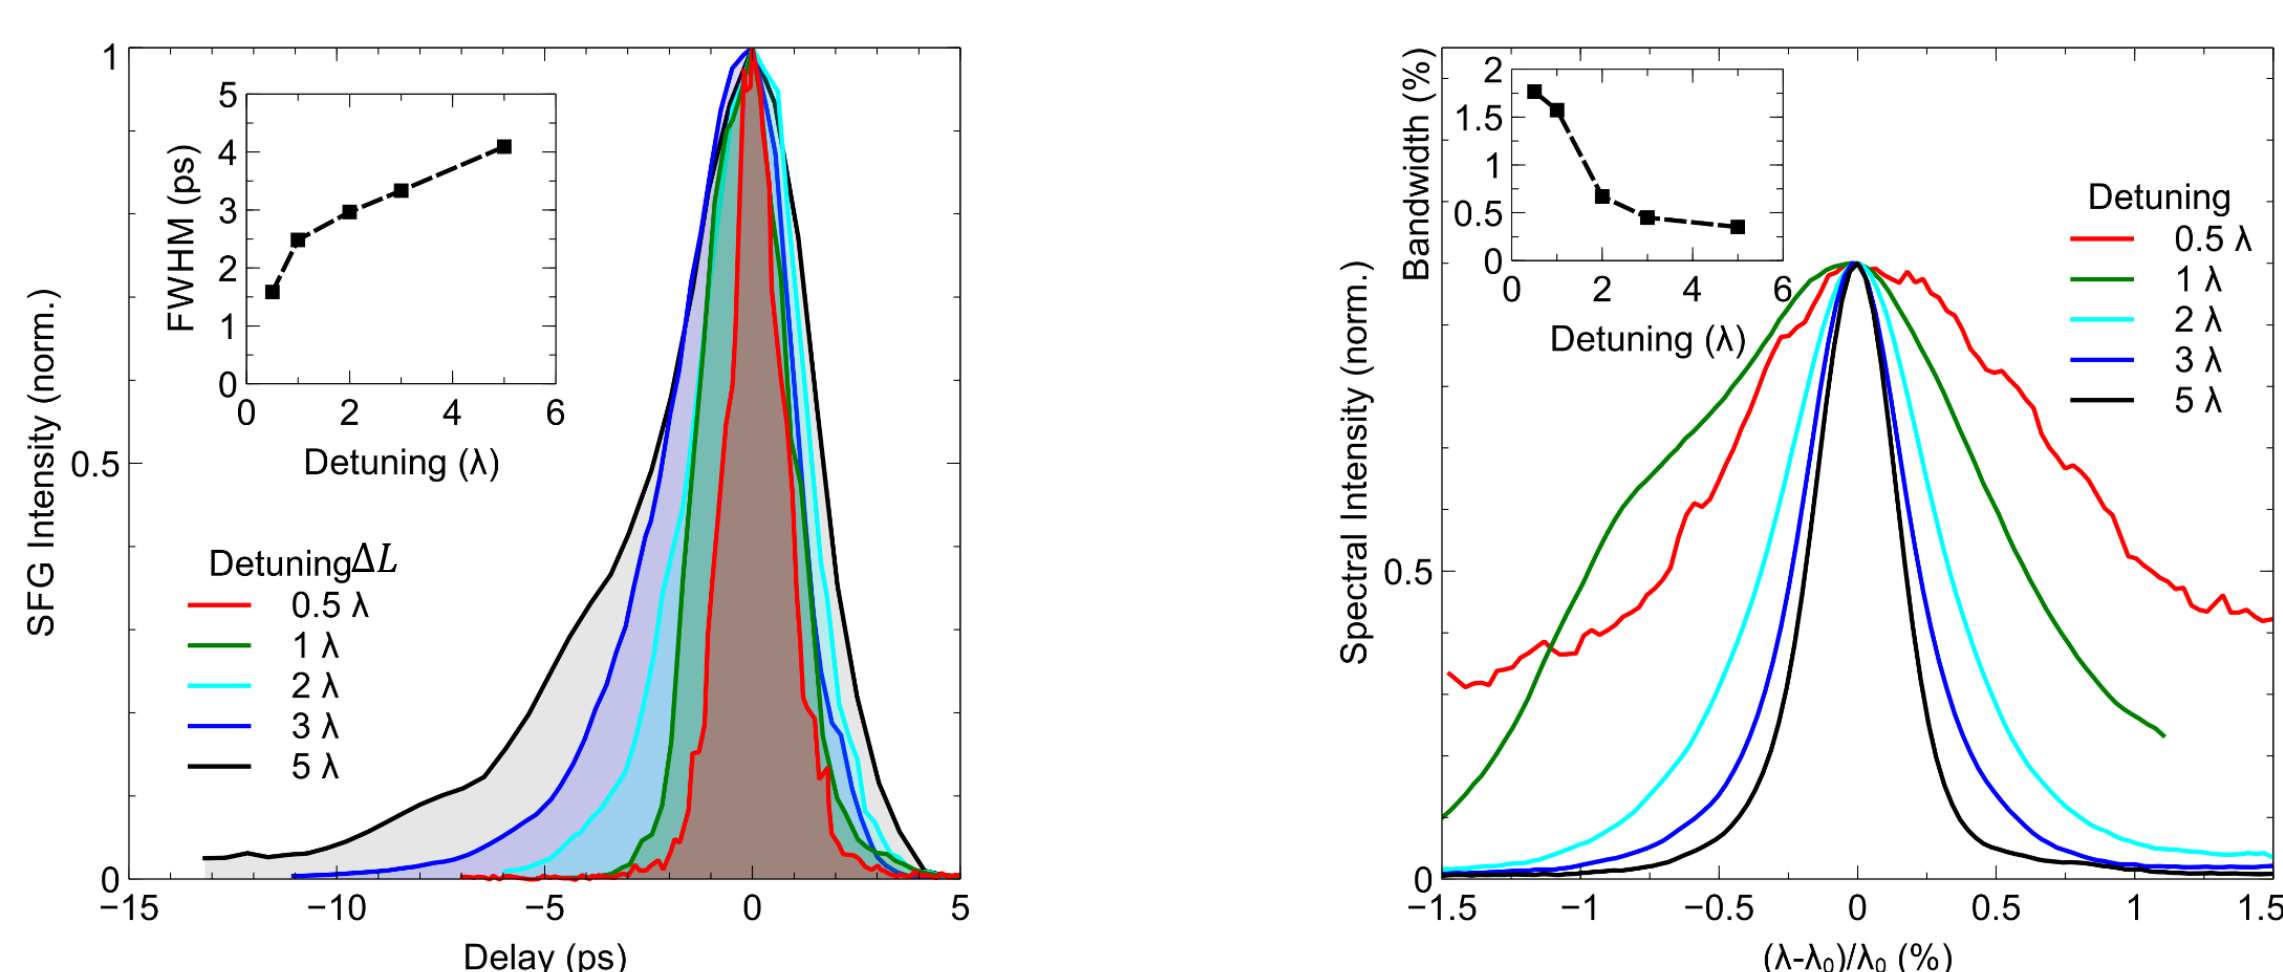 1
0.5
0
SFG Intensity (norm.)
5
4
3
2
1
0
FWHM (ps)
0 2 4 6
Detuning (λ)
DetuningΔL
0.5 λ
1 λ
2 λ
3 λ
5 λ
−15 −10 −5 0 5
Delay (ps)
Bandwidth (%)
2
1.5
1
0.5
0
0 2 4 6
Detuning (λ)
Detuning
0.5 λ
1 λ
2 λ
3 λ
5 λ
Spectral Intensity (norm.)
0.5
0
−1.5 −1 −0.5 0 0.5 1 1.5
(λ-λ₀)/λ₀ (%)